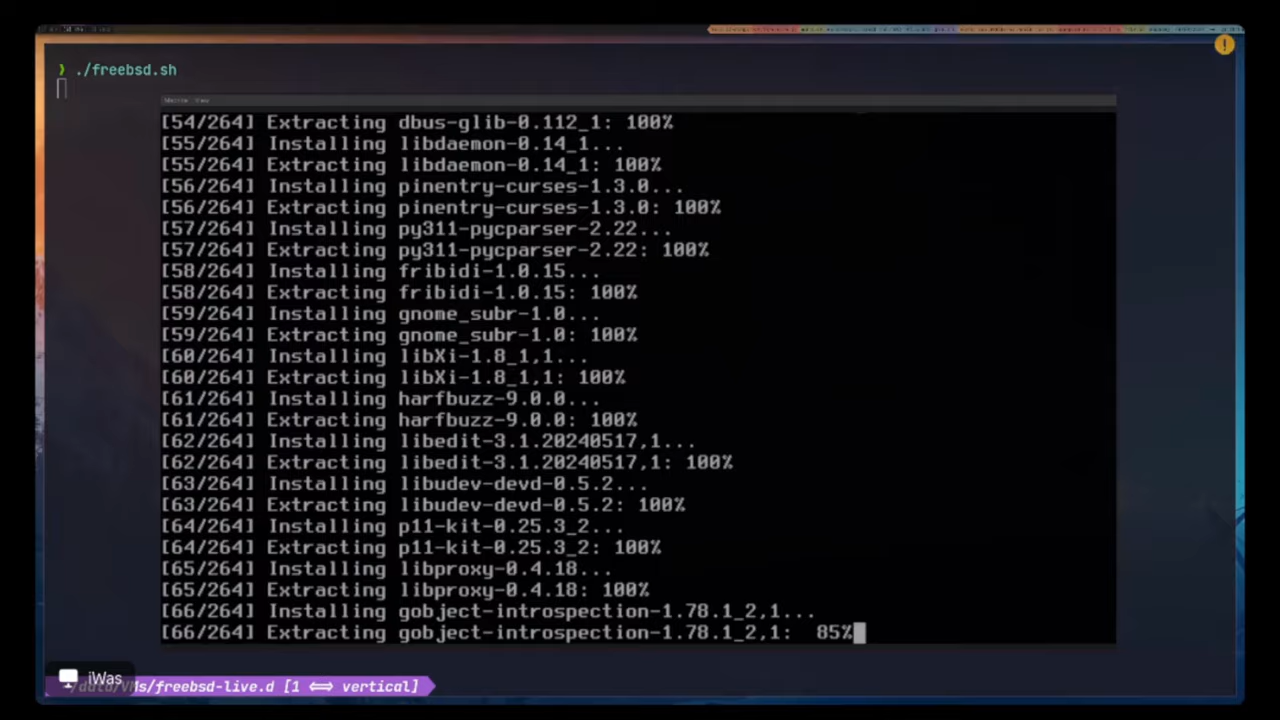 ❯ ./freebsd.sh
Machine View
[54/264] Extracting dbus-glib-0.112_1: 100%
[55/264] Installing libdaemon-0.14_1...
[55/264] Extracting libdaemon-0.14_1: 100%
[56/264] Installing pinentry-curses-1.3.0...
[56/264] Extracting pinentry-curses-1.3.0: 100%
[57/264] Installing py311-pycparser-2.22...
[57/264] Extracting py311-pycparser-2.22: 100%
[58/264] Installing fribidi-1.0.15...
[58/264] Extracting fribidi-1.0.15: 100%
[59/264] Installing gnome_subr-1.0...
[59/264] Extracting gnome_subr-1.0: 100%
[60/264] Installing libXi-1.8_1,1...
[60/264] Extracting libXi-1.8_1,1: 100%
[61/264] Installing harfbuzz-9.0.0...
[61/264] Extracting harfbuzz-9.0.0: 100%
[62/264] Installing libedit-3.1.20240517,1...
[62/264] Extracting libedit-3.1.20240517,1: 100%
[63/264] Installing libudev-devd-0.5.2...
[63/264] Extracting libudev-devd-0.5.2: 100%
[64/264] Installing p11-kit-0.25.3_2...
[64/264] Extracting p11-kit-0.25.3_2: 100%
[65/264] Installing libproxy-0.4.18...
[65/264] Extracting libproxy-0.4.18: 100%
[66/264] Installing gobject-introspection-1.78.1_2,1...
[66/264] Extracting gobject-introspection-1.78.1_2,1: 85%
iWas
/data/VMs/freebsd-live.d [1 ⟺ vertical]